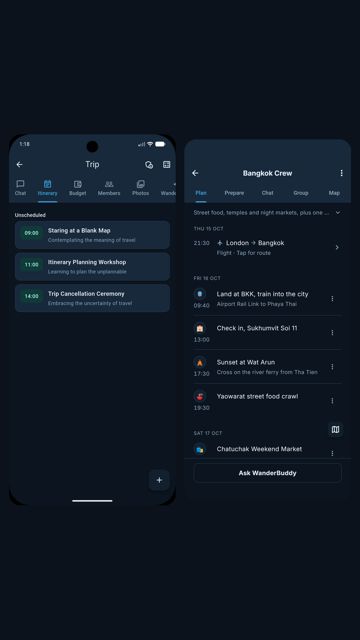 1:18
Trip
Chat
Itinerary
Budget
Members
Photos
Unscheduled
09:00
Staring at a Blank Map
Contemplating the meaning of travel
11:00
Itinerary Planning Workshop
Learning to plan the unplannable
14:00
Trip Cancellation Ceremony
Embracing the uncertainty of travel
+
Bangkok Crew
Plan
Prepare
Chat
Group
Map
Street food, temples and night markets, plus one ...
THU 15 OCT
21:30
London → Bangkok
Flight · Tap for route
FRI 16 OCT
Land at BKK, train into the city
09:40
Airport Rail Link to Phaya Thai
Check in, Sukhumvit Soi 11
13:00
Sunset at Wat Arun
17:30
Cross on the river ferry from Tha Tien
Yaowarat street food crawl
19:30
SAT 17 OCT
Chatuchak Weekend Market
Ask WanderBuddy